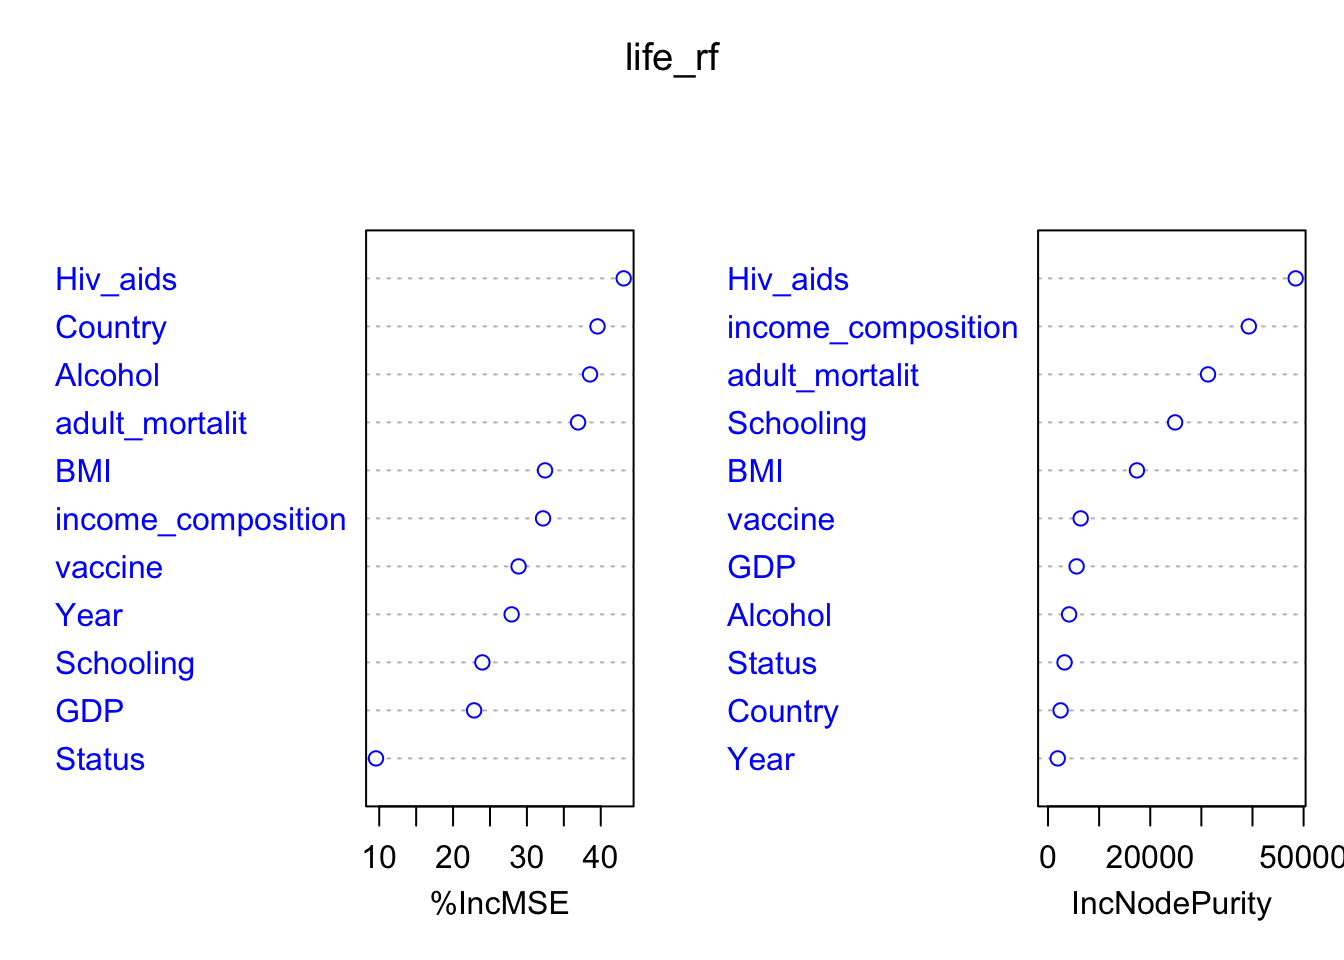 life_rf
Hiv_aids
Country
Alcohol
adult_mortalit
BMI
income_composition
vaccine
Year
Schooling
GDP
Status
10 20 30 40
%IncMSE
Hiv_aids
income_composition
adult_mortalit
Schooling
BMI
vaccine
GDP
Alcohol
Status
Country
Year
0 20000 50000
IncNodePurity